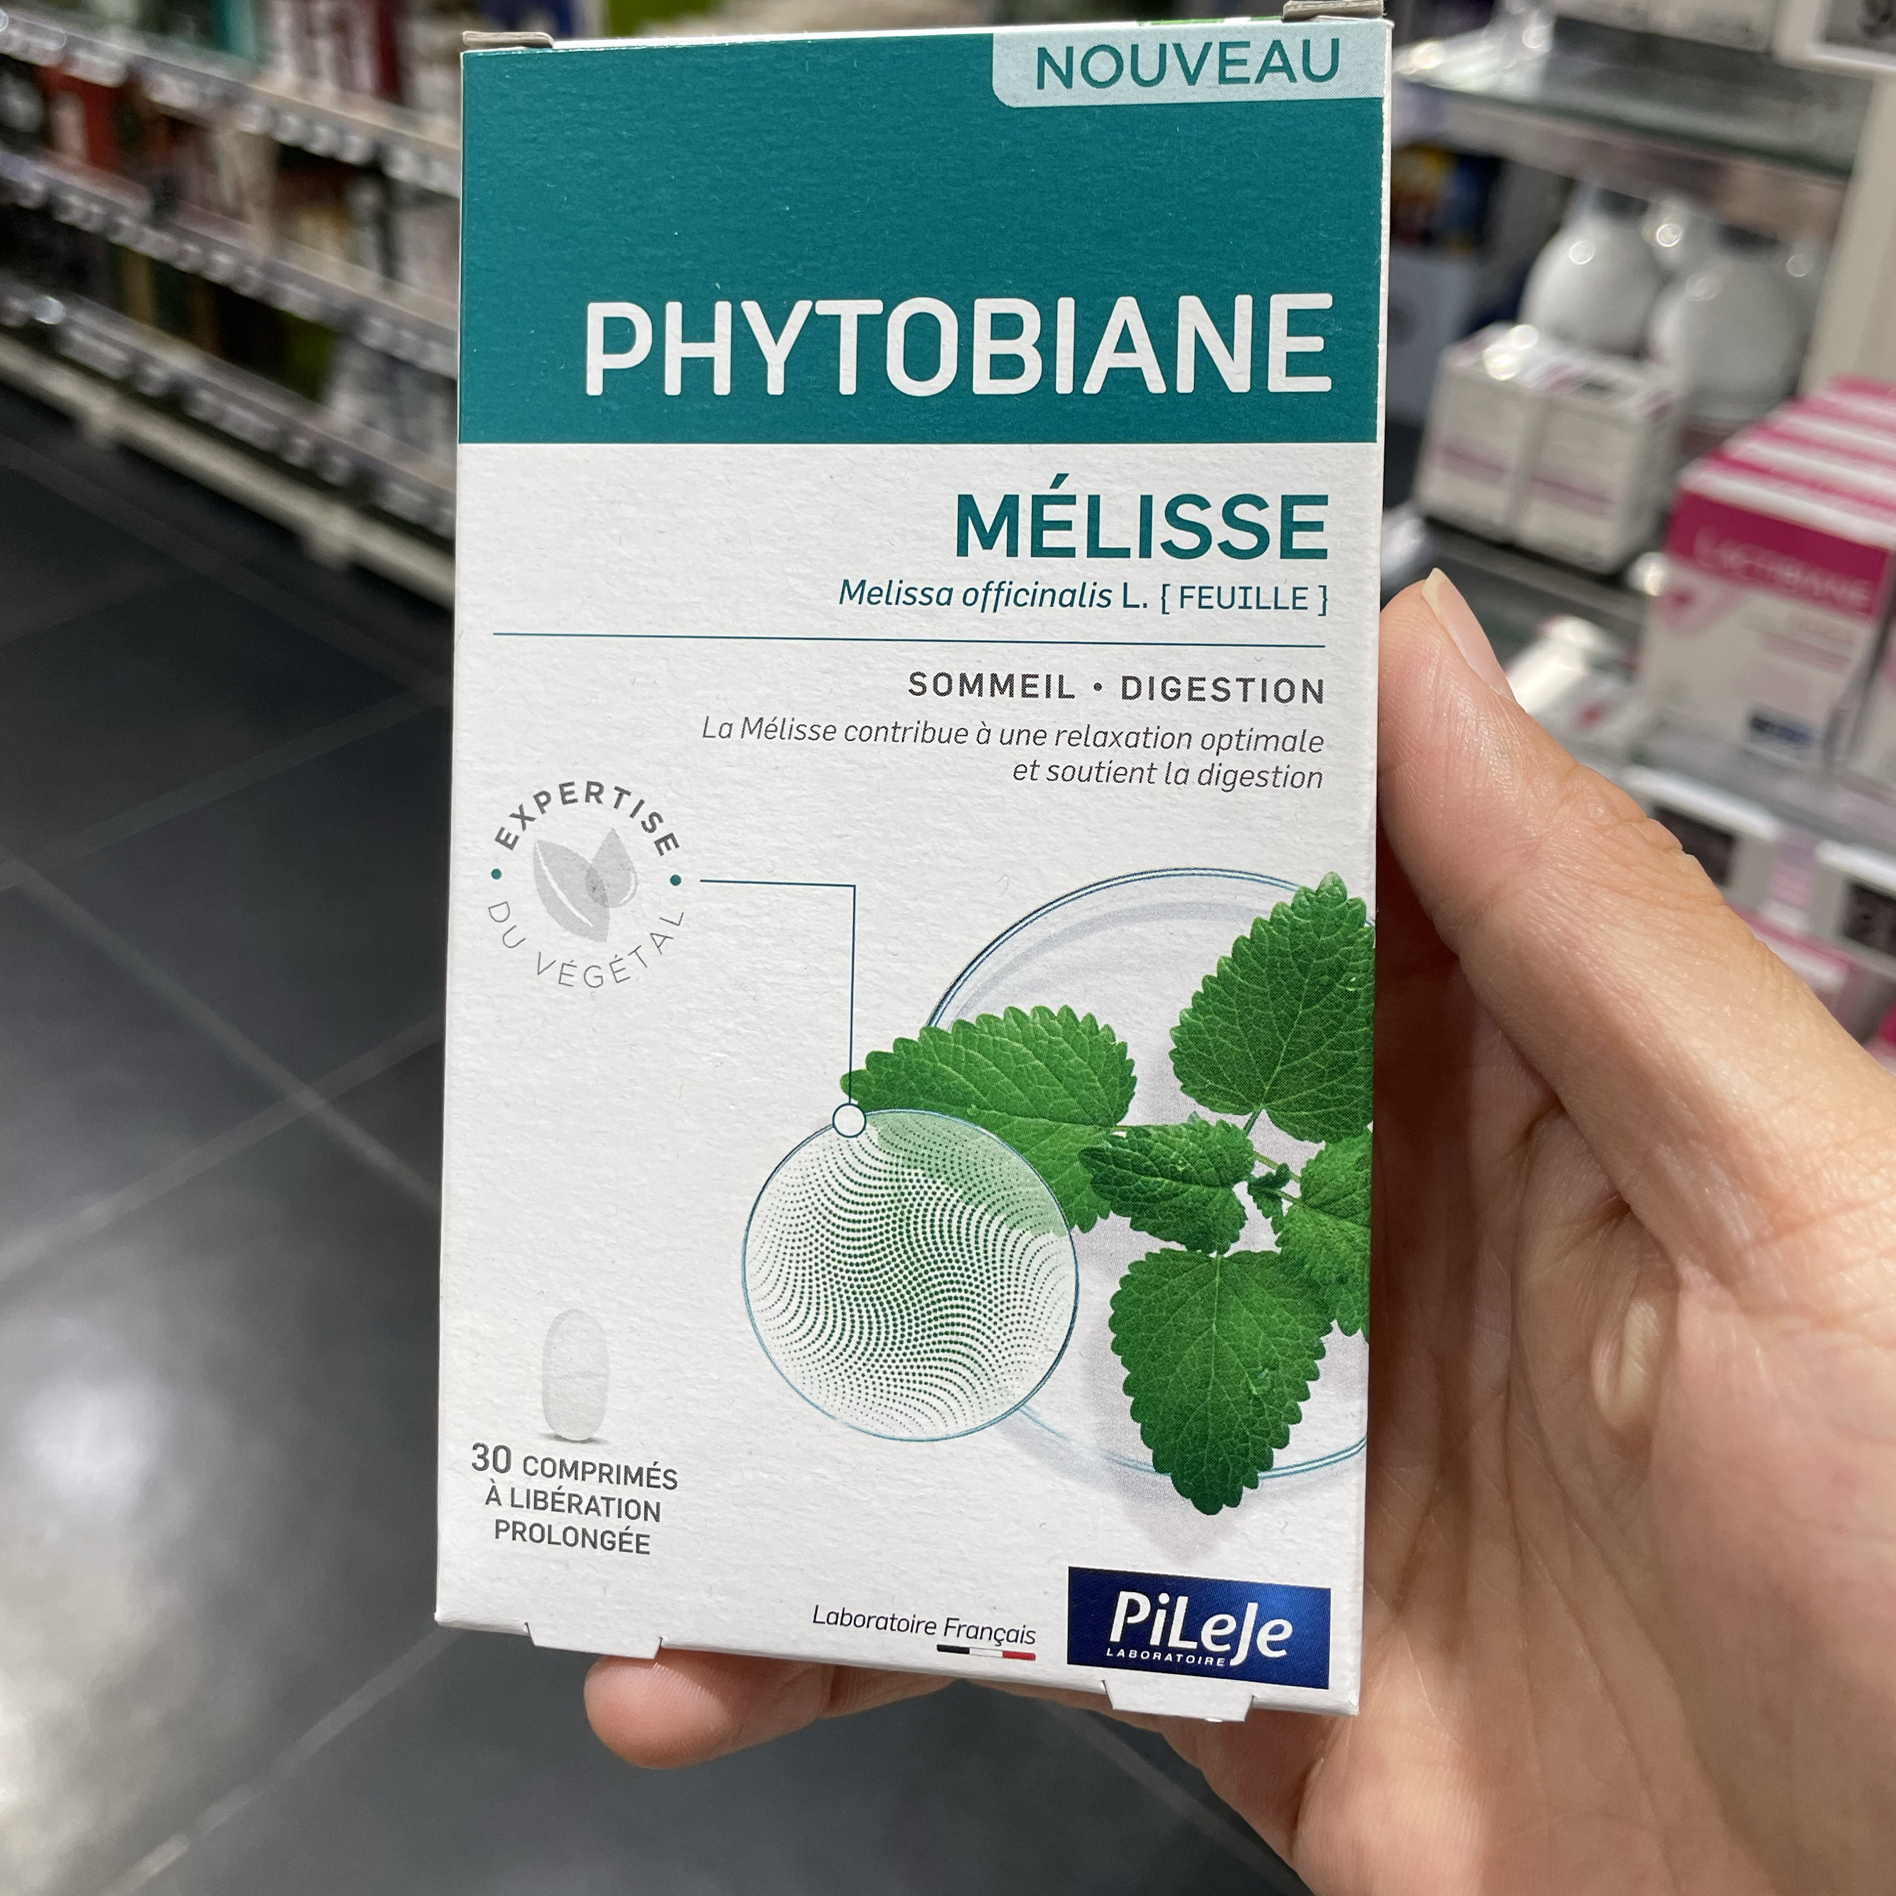 NOUVEAU
PHYTOBIANE
MÉLISSE
Melissa officinalis L. [ FEUILLE ]
SOMMEIL • DIGESTION
La Mélisse contribue à une relaxation optimale
et soutient la digestion
• EXPERTISE •
DU VÉGÉTAL
30 COMPRIMÉS
À LIBÉRATION
PROLONGÉE
Laboratoire Français
PiLeJe
LABORATOIRE
LACTIBIANE